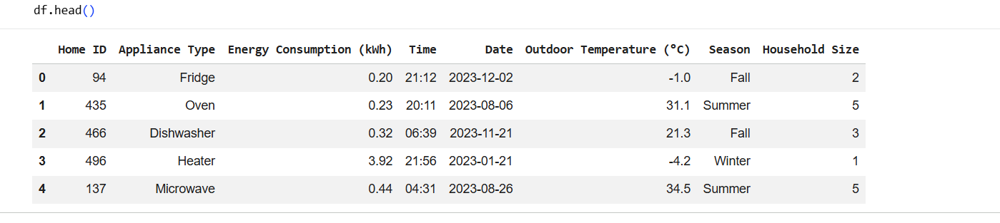 df.head()
Home ID Appliance Type Energy Consumption (kWh) Time Date Outdoor Temperature (°C) Season Household Size
0 94 Fridge 0.20 21:12 2023-12-02 -1.0 Fall 2
1 435 Oven 0.23 20:11 2023-08-06 31.1 Summer 5
2 466 Dishwasher 0.32 06:39 2023-11-21 21.3 Fall 3
3 496 Heater 3.92 21:56 2023-01-21 -4.2 Winter 1
4 137 Microwave 0.44 04:31 2023-08-26 34.5 Summer 5